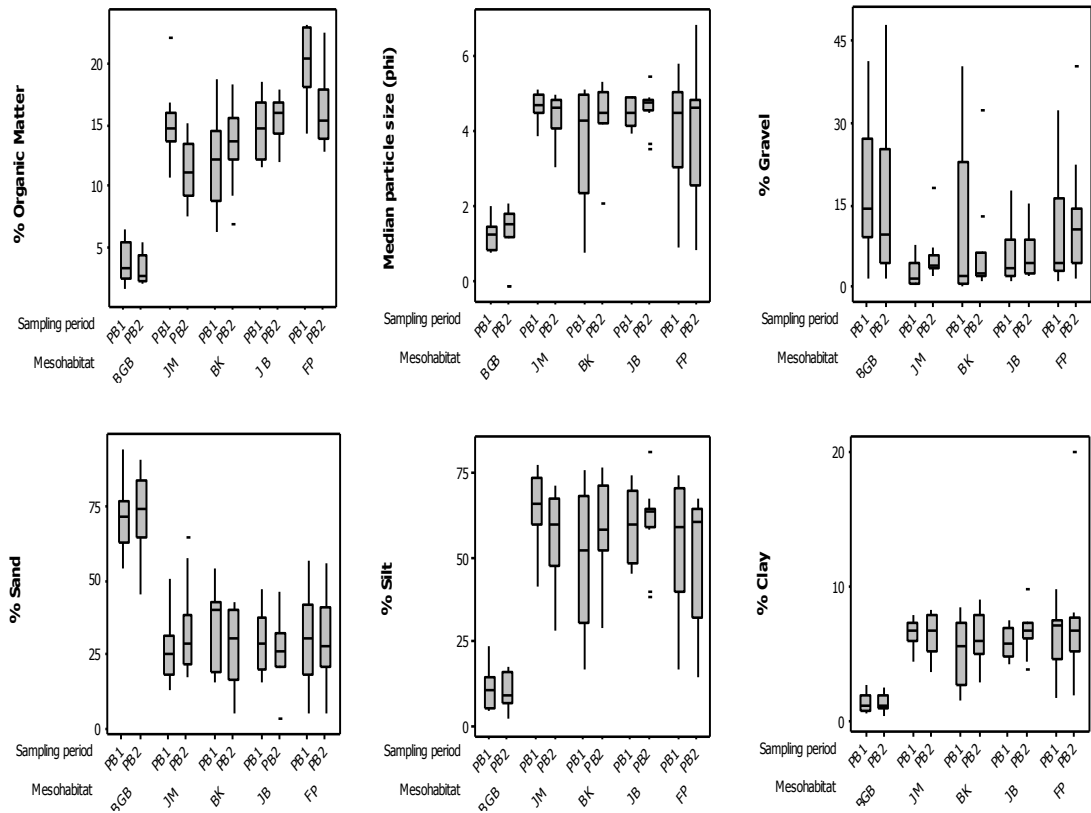 % Organic Matter
20
15
10
5
Sampling period
PB1 PB2 PB1 PB2 PB1 PB2 PB1 PB2 PB1 PB2
Mesohabitat
BGB JM BK JB FP
Median particle size (phi)
6
4
2
0
Sampling period
PB1 PB2 PB1 PB2 PB1 PB2 PB1 PB2 PB1 PB2
Mesohabitat
BGB JM BK JB FP
% Gravel
45
30
15
0
Sampling period
PB1 PB2 PB1 PB2 PB1 PB2 PB1 PB2 PB1 PB2
Mesohabitat
BGB JM BK JB FP
% Sand
75
50
25
0
Sampling period
PB1 PB2 PB1 PB2 PB1 PB2 PB1 PB2 PB1 PB2
Mesohabitat
BGB JM BK JB FP
% Silt
75
50
25
0
Sampling period
PB1 PB2 PB1 PB2 PB1 PB2 PB1 PB2 PB1 PB2
Mesohabitat
BGB JM BK JB FP
% Clay
20
10
0
Sampling period
PB1 PB2 PB1 PB2 PB1 PB2 PB1 PB2 PB1 PB2
Mesohabitat
BGB JM BK JB FP